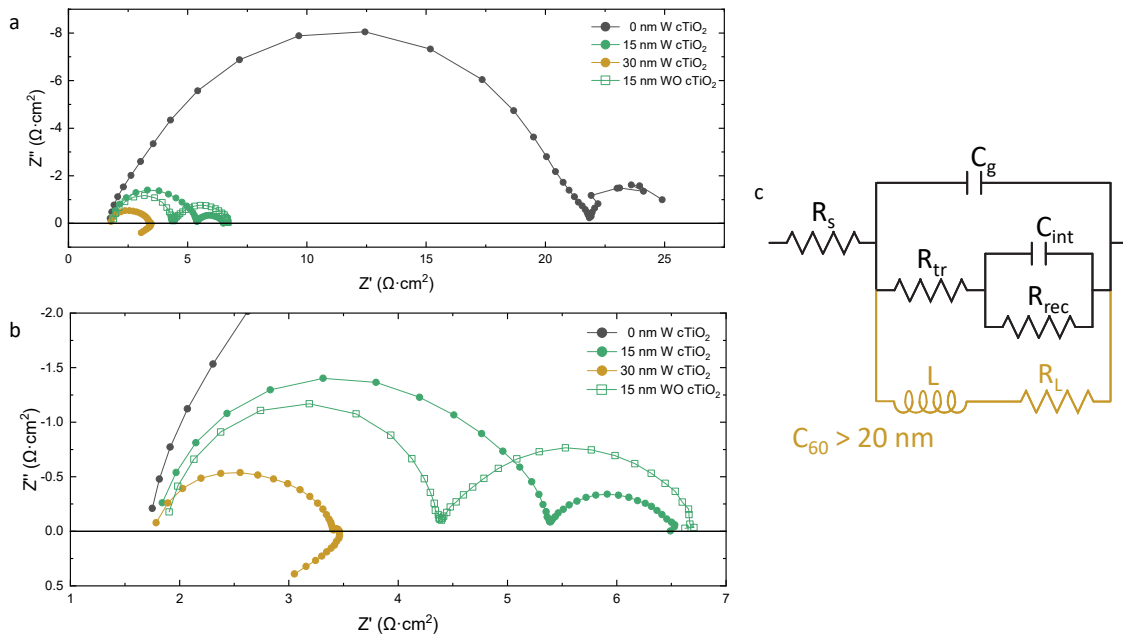 a
-8
-6
-4
-2
0
Z'' (Ω·cm²)
0 5 10 15 20 25
Z' (Ω·cm²)
0 nm W cTiO₂
15 nm W cTiO₂
30 nm W cTiO₂
15 nm WO cTiO₂
b
-2.0
-1.5
-1.0
-0.5
0.0
0.5
Z'' (Ω·cm²)
1 2 3 4 5 6 7
Z' (Ω·cm²)
0 nm W cTiO₂
15 nm W cTiO₂
30 nm W cTiO₂
15 nm WO cTiO₂
c
C_g
R_s
C_int
R_tr
R_rec
L
R_L
C₆₀ > 20 nm